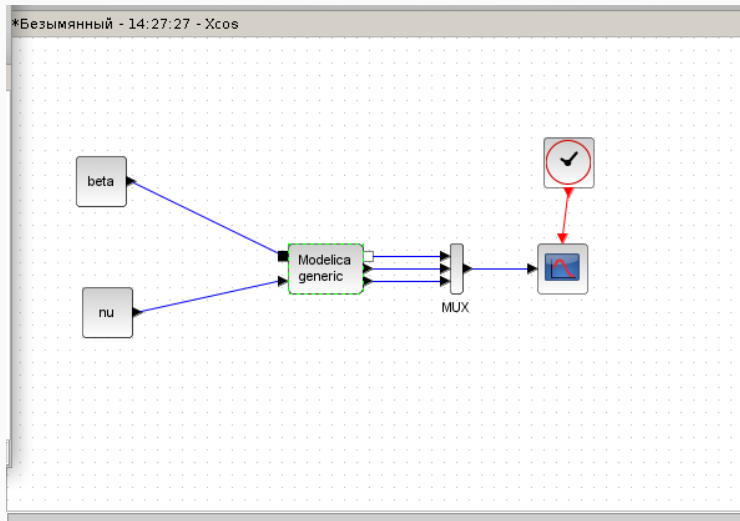 *Безымянный - 14:27:27 - Xcos
beta
Modelica
generic
nu
MUX